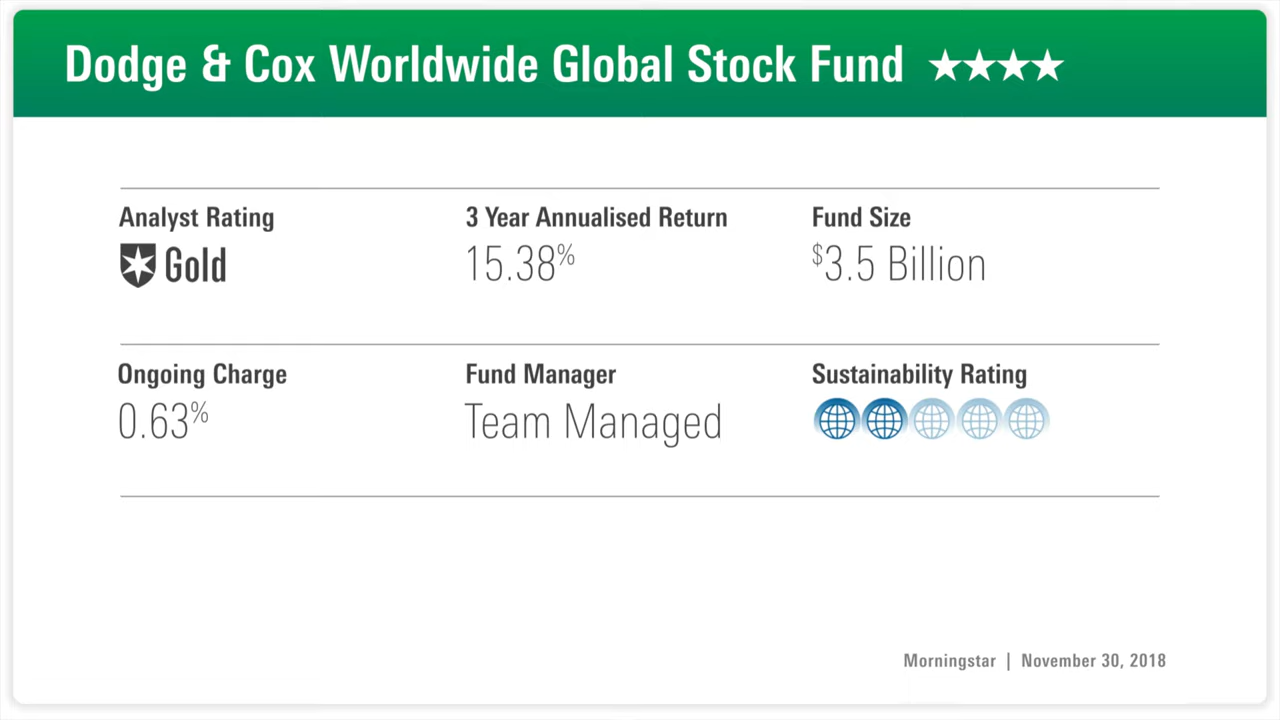 Dodge & Cox Worldwide Global Stock Fund ★★★★
Analyst Rating
Gold
3 Year Annualised Return
15.38%
Fund Size
$3.5 Billion
Ongoing Charge
0.63%
Fund Manager
Team Managed
Sustainability Rating
Morningstar | November 30, 2018